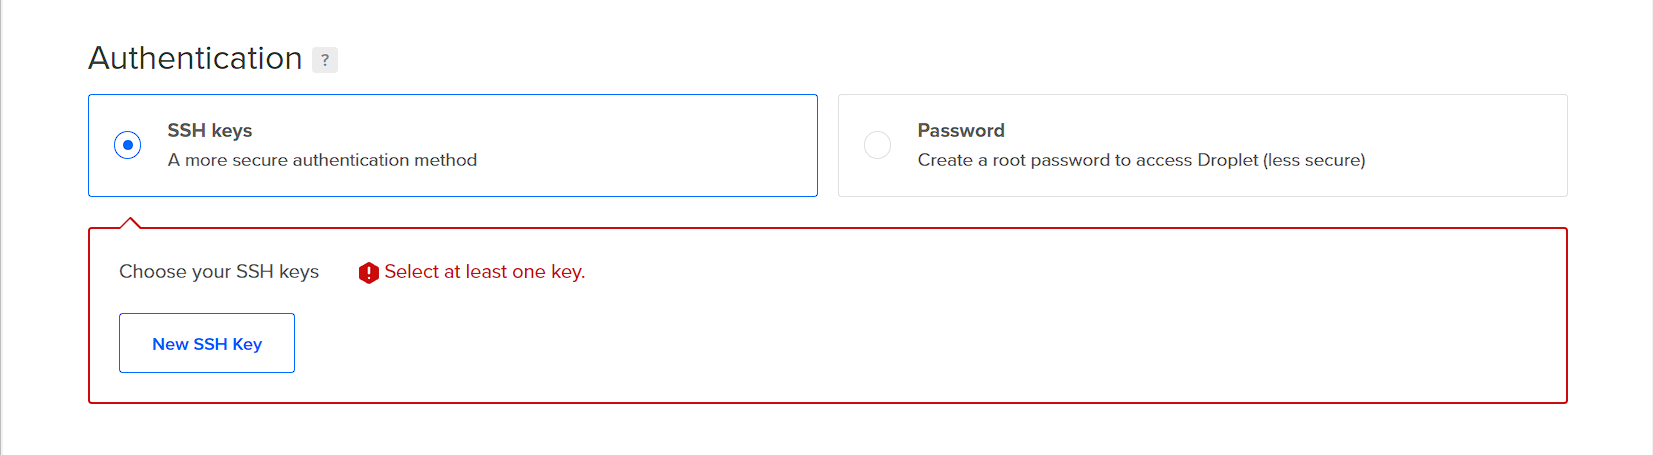 Authentication ?
SSH keys
A more secure authentication method
Password
Create a root password to access Droplet (less secure)
Choose your SSH keys
Select at least one key.
New SSH Key